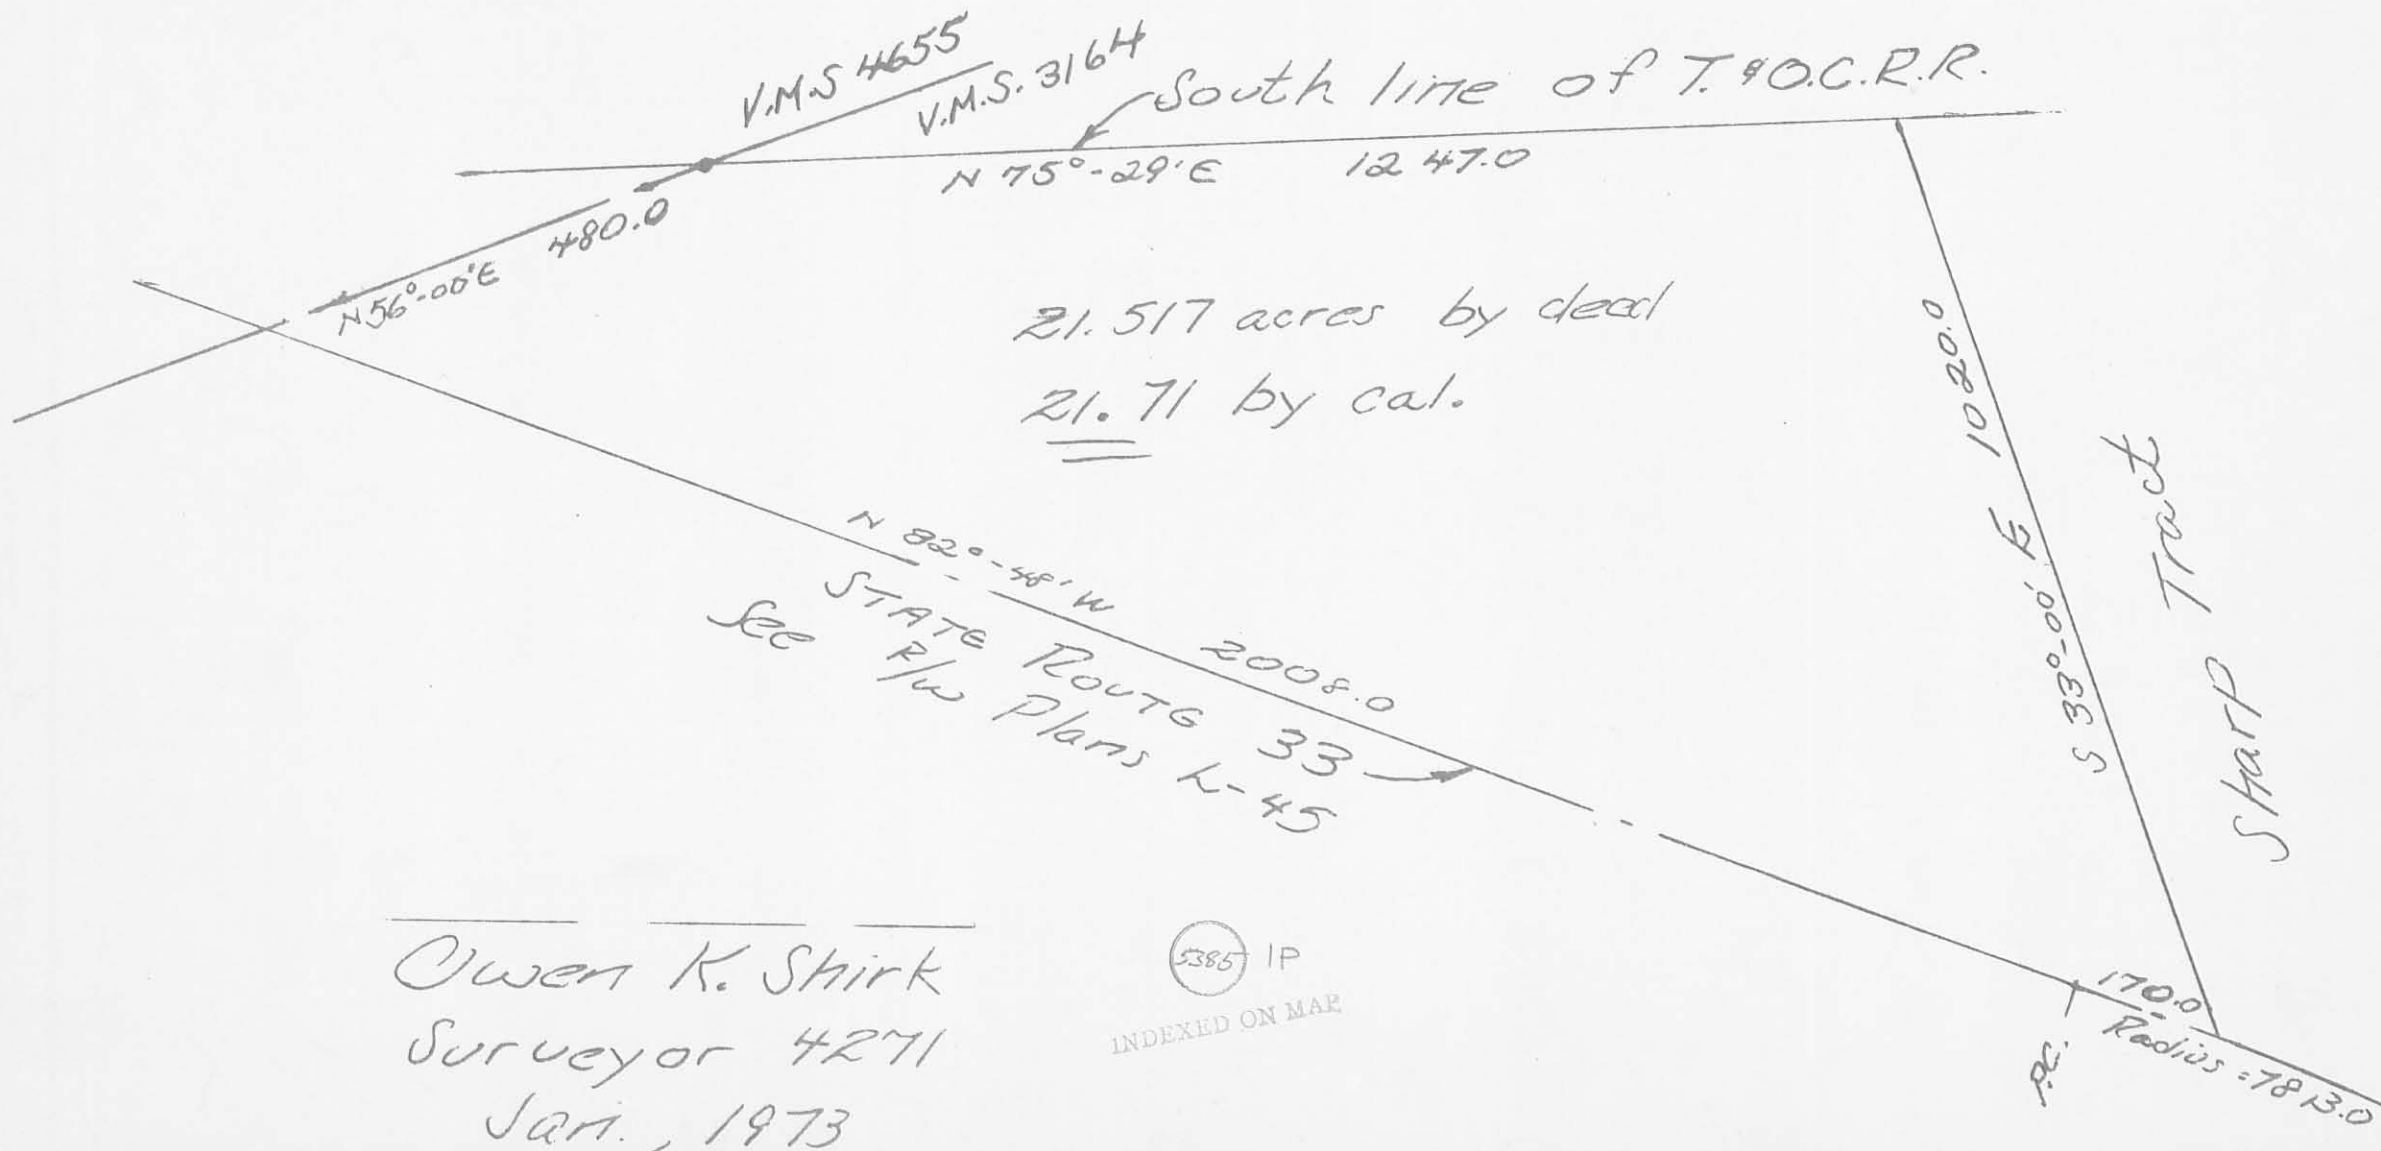 V.M.S 4655
V.M.S. 3164
South line of T. & O.C.R.R.
N 75°-29' E 1247.0
480.0
N 56°-00' E
21.517 acres by deed
21.71 by cal.
S 33°-00' E 1020.0
Sharp Tract
N 82°-48' W 2008.0
STATE ROUTE 33
See R/W Plans L-45
170.0
Radius = 7813.0
P.C.
Owen K. Shirk
Surveyor 4271
Jan., 1973
5385 IP
INDEXED ON MAP